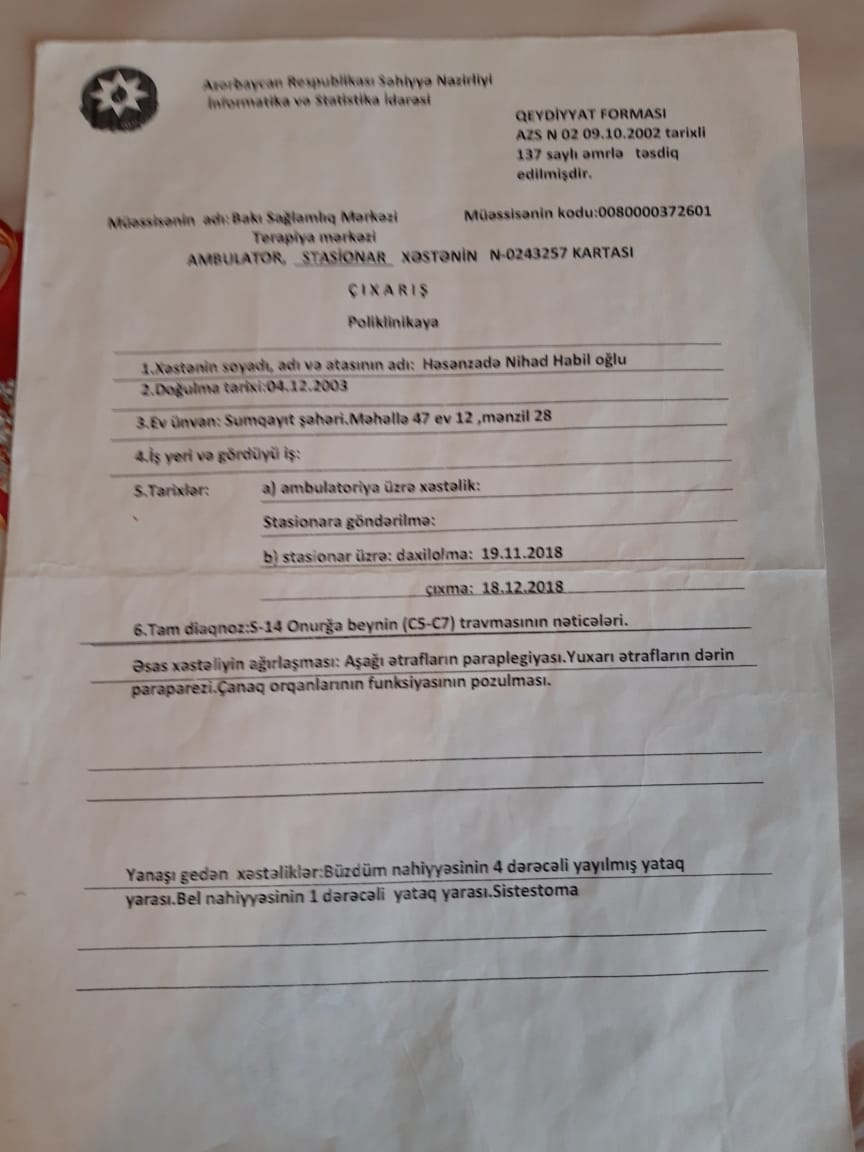 Azərbaycan Respublikası Səhiyyə Nazirliyi
İnformatika və Statistika İdarəsi
QEYDİYYAT FORMASI
AZS N 02 09.10.2002 tarixli
137 saylı əmrlə təsdiq
edilmişdir.
Müəssisənin adı: Bakı Sağlamlıq Mərkəzi
Müəssisənin kodu:0080000372601
Terapiya mərkəzi
AMBULATOR, STASİONAR XƏSTƏNİN N-0243257 KARTASI
Ç I X A R I Ş
Poliklinikaya
1.Xəstənin soyadı, adı və atasının adı: Həsənzadə Nihad Habil oğlu
2.Doğulma tarixi:04.12.2003
3.Ev ünvan: Sumqayıt şəhəri.Məhəllə 47 ev 12 ,mənzil 28
4.İş yeri və gördüyü iş:
5.Tarixlər: a) ambulatoriya üzrə xəstəlik:
Stasionara göndərilmə:
b) stasionar üzrə: daxilolma: 19.11.2018
çıxma: 18.12.2018
6.Tam diaqnoz:S-14 Onurğa beynin (C5-C7) travmasının nəticələri.
Əsas xəstəliyin ağırlaşması: Aşağı ətrafların paraplegiyası.Yuxarı ətrafların dərin
paraparezi.Çanaq orqanlarının funksiyasının pozulması.
Yanaşı gedən xəstəliklər:Büzdüm nahiyyəsinin 4 dərəcəli yayılmış yataq
yarası.Bel nahiyyəsinin 1 dərəcəli yataq yarası.Sistestoma